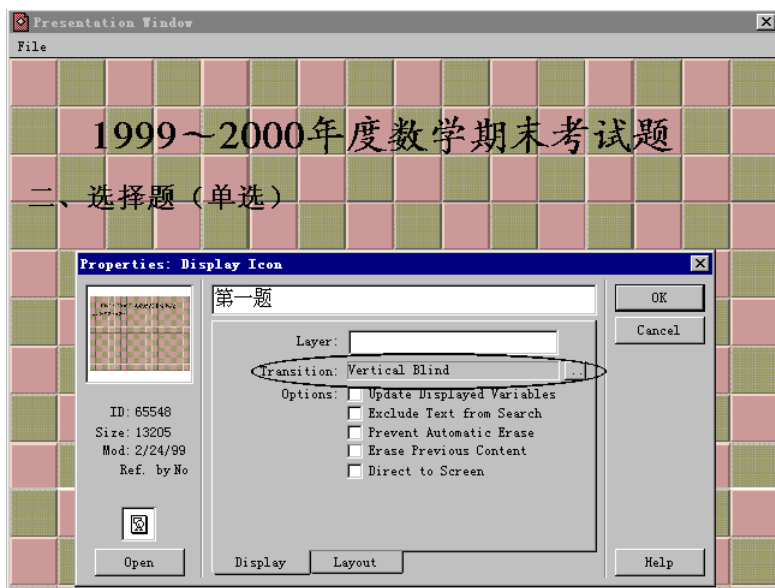 Presentation Window
File
1999～2000年度数学期末考试题
二、选择题（单选）
Properties: Display Icon
第一题
OK
Cancel
Layer:
Transition: Vertical Blind ..
Options: Update Displayed Variables
Exclude Text from Search
Prevent Automatic Erase
Erase Previous Content
Direct to Screen
ID: 65548
Size: 13205
Mod: 2/24/99
Ref. by No
Open
Display Layout
Help